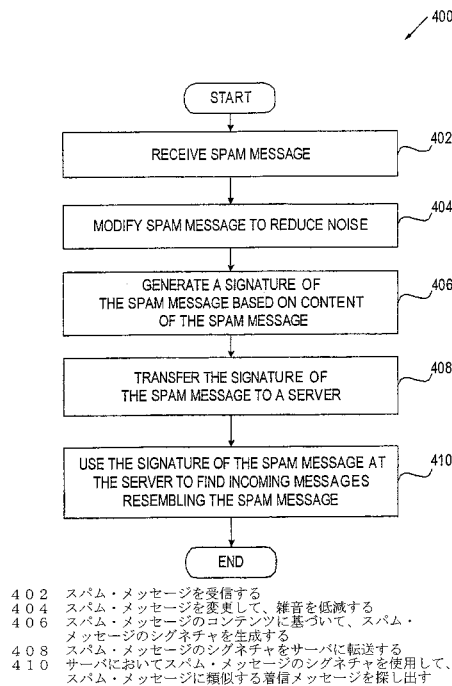 400
START
RECEIVE SPAM MESSAGE
402
MODIFY SPAM MESSAGE TO REDUCE NOISE
404
GENERATE A SIGNATURE OF
THE SPAM MESSAGE BASED ON CONTENT
OF THE SPAM MESSAGE
406
TRANSFER THE SIGNATURE OF
THE SPAM MESSAGE TO A SERVER
408
USE THE SIGNATURE OF THE SPAM MESSAGE AT
THE SERVER TO FIND INCOMING MESSAGES
RESEMBLING THE SPAM MESSAGE
410
END
402 スパム・メッセージを受信する
404 スパム・メッセージを変更して、雑音を低減する
406 スパム・メッセージのコンテンツに基づいて、スパム・
メッセージのシグネチャを生成する
408 スパム・メッセージのシグネチャをサーバに転送する
410 サーバにおいてスパム・メッセージのシグネチャを使用して、
スパム・メッセージに類似する着信メッセージを探し出す